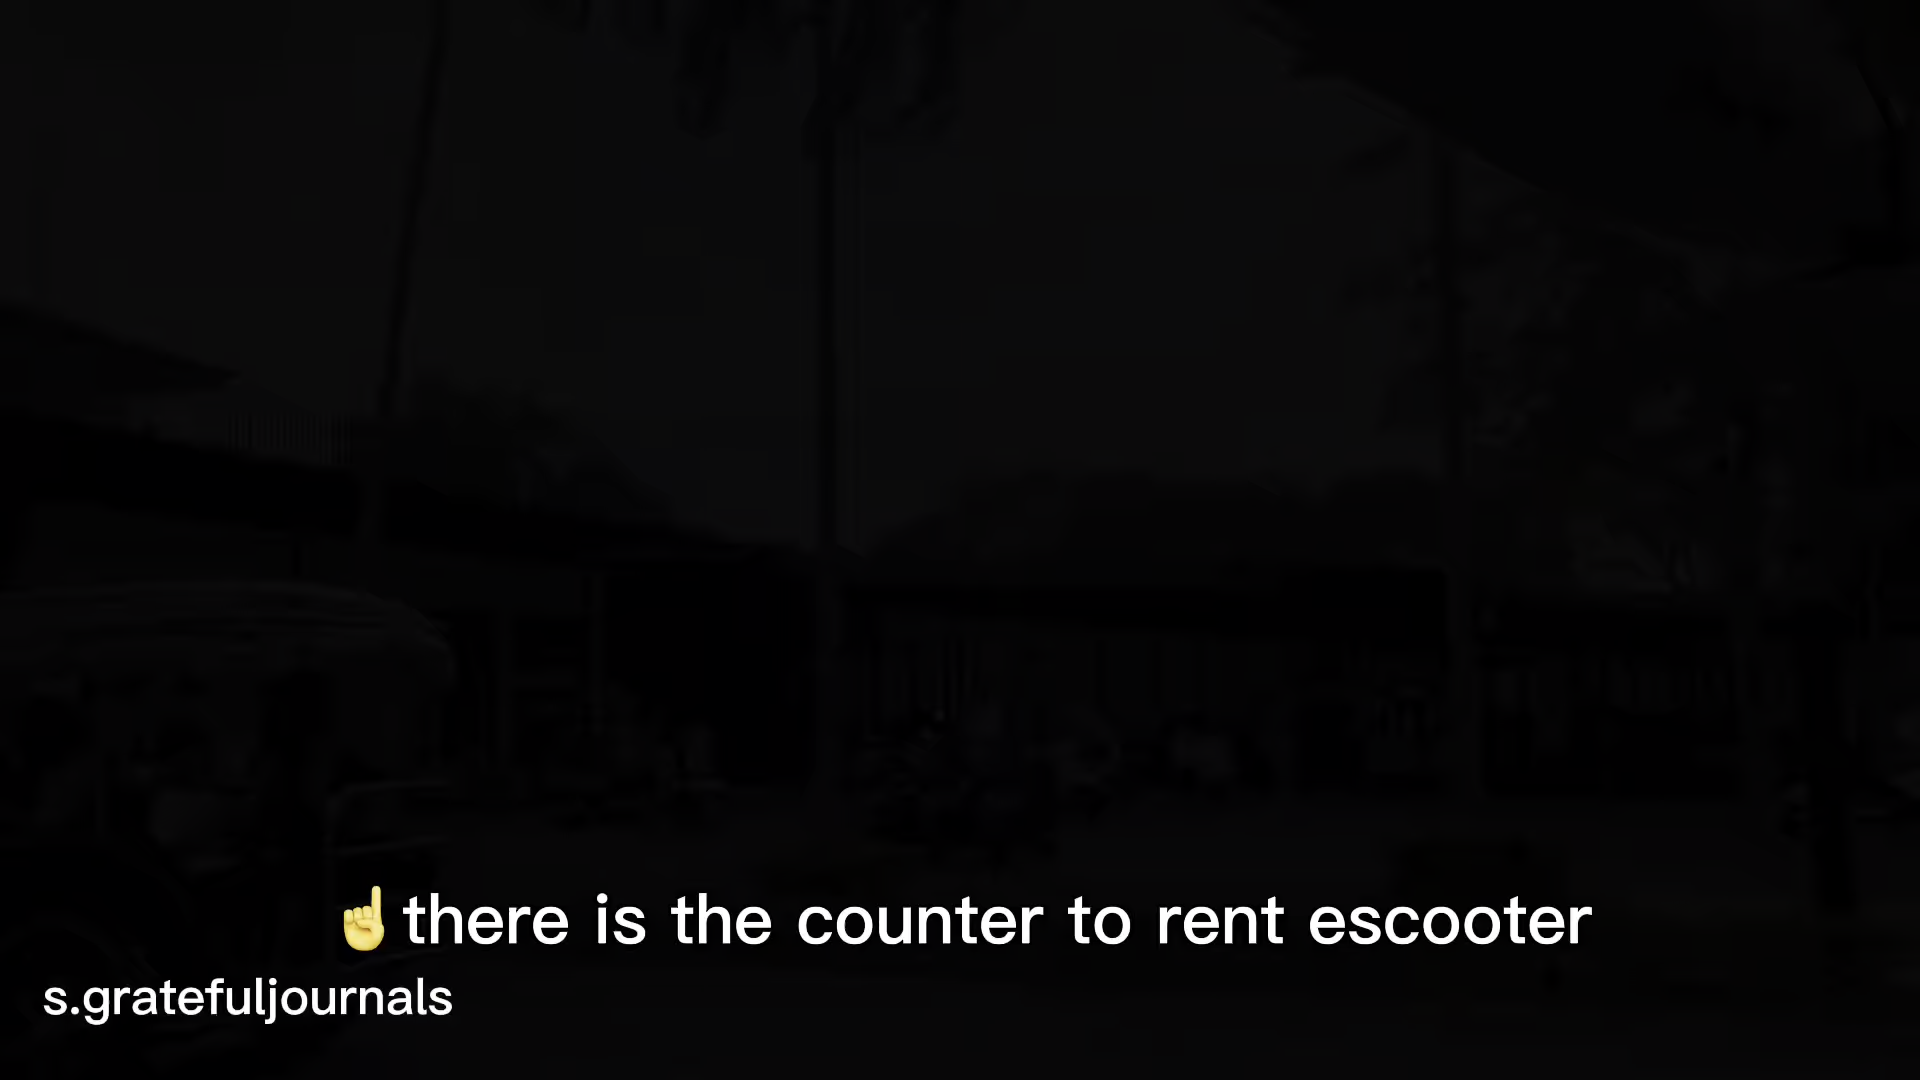 ☝️there is the counter to rent escooter
s.gratefuljournals